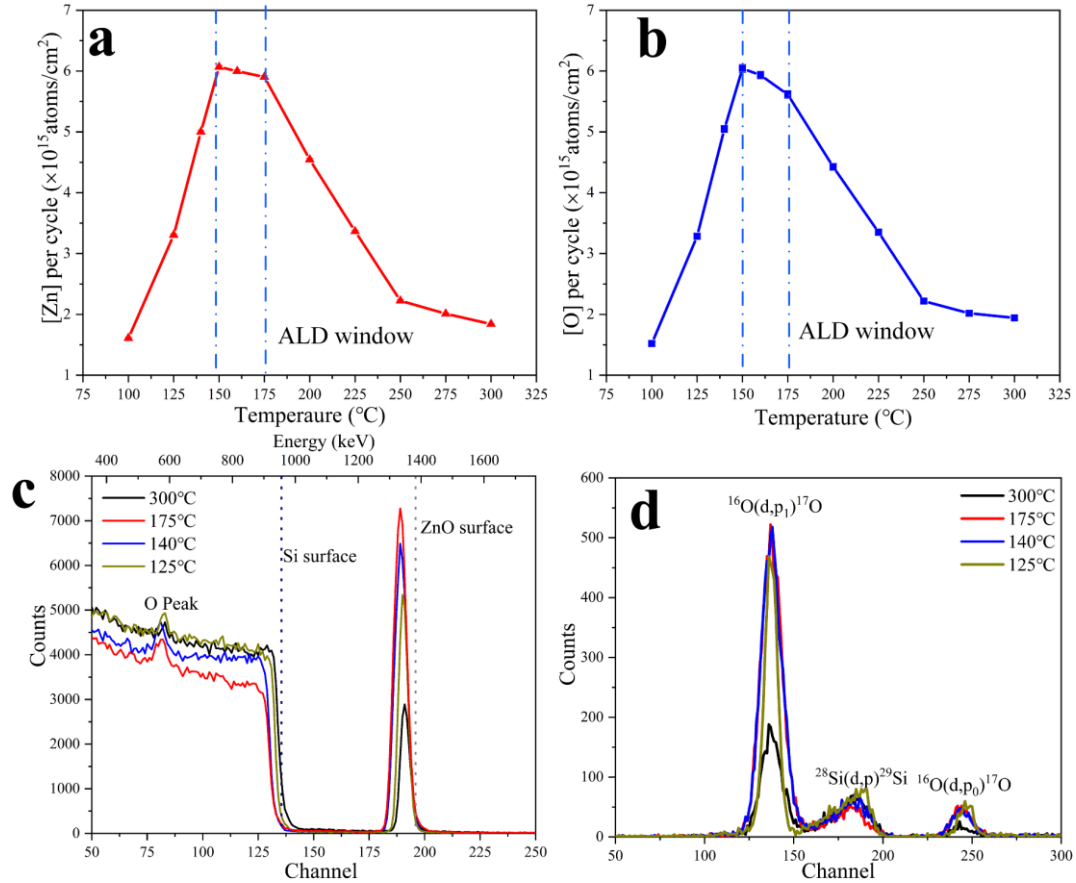 a
[Zn] per cycle (×10¹⁵atoms/cm²)
7
6
5
4
3
2
1
ALD window
75 100 125 150 175 200 225 250 275 300 325
Temperaure (℃)
b
[O] per cycle (×10¹⁵atoms/cm²)
7
6
5
4
3
2
1
ALD window
75 100 125 150 175 200 225 250 275 300 325
Temperature (℃)
Energy (keV)
400 600 800 1000 1200 1400 1600
c
Counts
8000
7000
6000
5000
4000
3000
2000
1000
0
300℃
175℃
140℃
125℃
Si surface
ZnO surface
O Peak
50 75 100 125 150 175 200 225 250
Channel
d
Counts
600
500
400
300
200
100
0
¹⁶O(d,p₁)¹⁷O
300℃
175℃
140℃
125℃
²⁸Si(d,p)²⁹Si
¹⁶O(d,p₀)¹⁷O
50 100 150 200 250 300
Channel